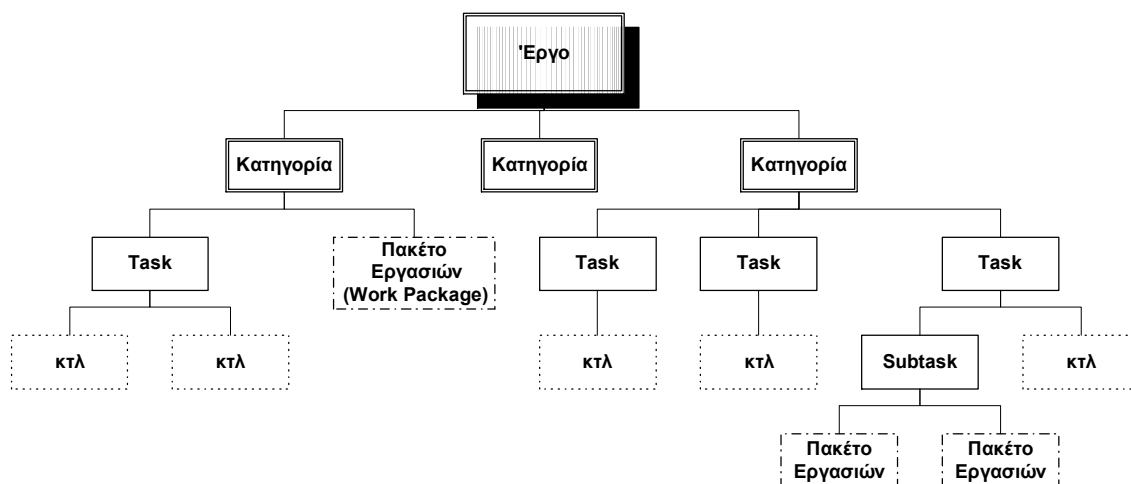 'Εργο
Κατηγορία
Κατηγορία
Κατηγορία
Task
Πακέτο
Εργασιών
(Work Package)
Task
Task
Task
κτλ
κτλ
κτλ
κτλ
Subtask
κτλ
Πακέτο
Εργασιών
Πακέτο
Εργασιών